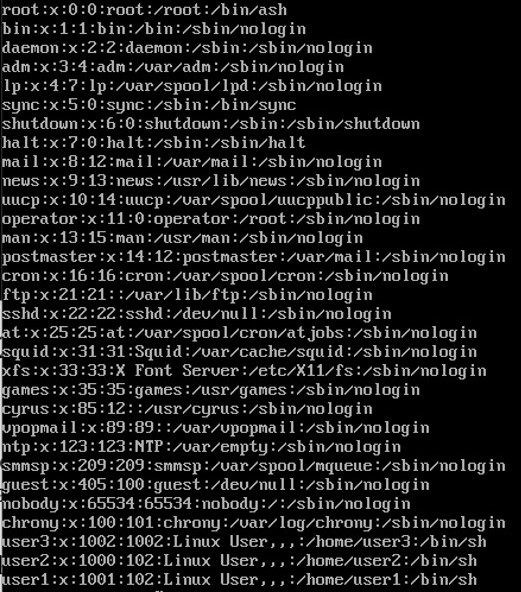 root:x:0:0:root:/root:/bin/ash
bin:x:1:1:bin:/bin:/sbin/nologin
daemon:x:2:2:daemon:/sbin:/sbin/nologin
adm:x:3:4:adm:/var/adm:/sbin/nologin
lp:x:4:7:lp:/var/spool/lpd:/sbin/nologin
sync:x:5:0:sync:/sbin:/bin/sync
shutdown:x:6:0:shutdown:/sbin:/sbin/shutdown
halt:x:7:0:halt:/sbin:/sbin/halt
mail:x:8:12:mail:/var/mail:/sbin/nologin
news:x:9:13:news:/usr/lib/news:/sbin/nologin
uucp:x:10:14:uucp:/var/spool/uucppublic:/sbin/nologin
operator:x:11:0:operator:/root:/sbin/nologin
man:x:13:15:man:/usr/man:/sbin/nologin
postmaster:x:14:12:postmaster:/var/mail:/sbin/nologin
cron:x:16:16:cron:/var/spool/cron:/sbin/nologin
ftp:x:21:21::/var/lib/ftp:/sbin/nologin
sshd:x:22:22:sshd:/dev/null:/sbin/nologin
at:x:25:25:at:/var/spool/cron/atjobs:/sbin/nologin
squid:x:31:31:Squid:/var/cache/squid:/sbin/nologin
xfs:x:33:33:X Font Server:/etc/X11/fs:/sbin/nologin
games:x:35:35:games:/usr/games:/sbin/nologin
cyrus:x:85:12::/usr/cyrus:/sbin/nologin
vpopmail:x:89:89::/var/vpopmail:/sbin/nologin
ntp:x:123:123:NTP:/var/empty:/sbin/nologin
smmsp:x:209:209:smmsp:/var/spool/mqueue:/sbin/nologin
guest:x:405:100:guest:/dev/null:/sbin/nologin
nobody:x:65534:65534:nobody:/:/sbin/nologin
chrony:x:100:101:chrony:/var/log/chrony:/sbin/nologin
user3:x:1002:1002:Linux User,,,:/home/user3:/bin/sh
user2:x:1000:102:Linux User,,,:/home/user2:/bin/sh
user1:x:1001:102:Linux User,,,:/home/user1:/bin/sh